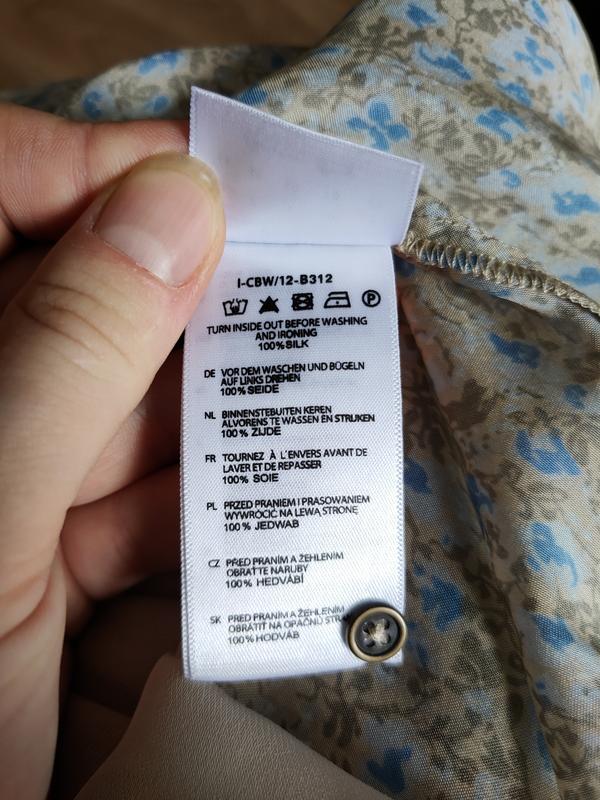 I-CBW/12-B312
P
TURN INSIDE OUT BEFORE WASHING
AND IRONING
100%SILK
DE VOR DEM WASCHEN UND BÜGELN
AUF LINKS DREHEN
100%SEIDE
NL BINNENSTEBUITEN KEREN
ALVORENS TE WASSEN EN STRIJKEN
100% ZIJDE
FR TOURNEZ À L'ENVERS AVANT DE
LAVER ET DE REPASSER
100% SOIE
PL PRZED PRANIEM I PRASOWANIEM
WYWRÓCIĆ NA LEWĄ STRONĘ
100% JEDWAB
CZ PŘED PRANÍM A ŽEHLENÍM
OBRAŤTE NARUBY
100% HEDVÁBÍ
SK PRED PRANÍM A ŽEHLENÍM
OBRÁTIŤ NA OPAČNÚ
100%HODVÁB